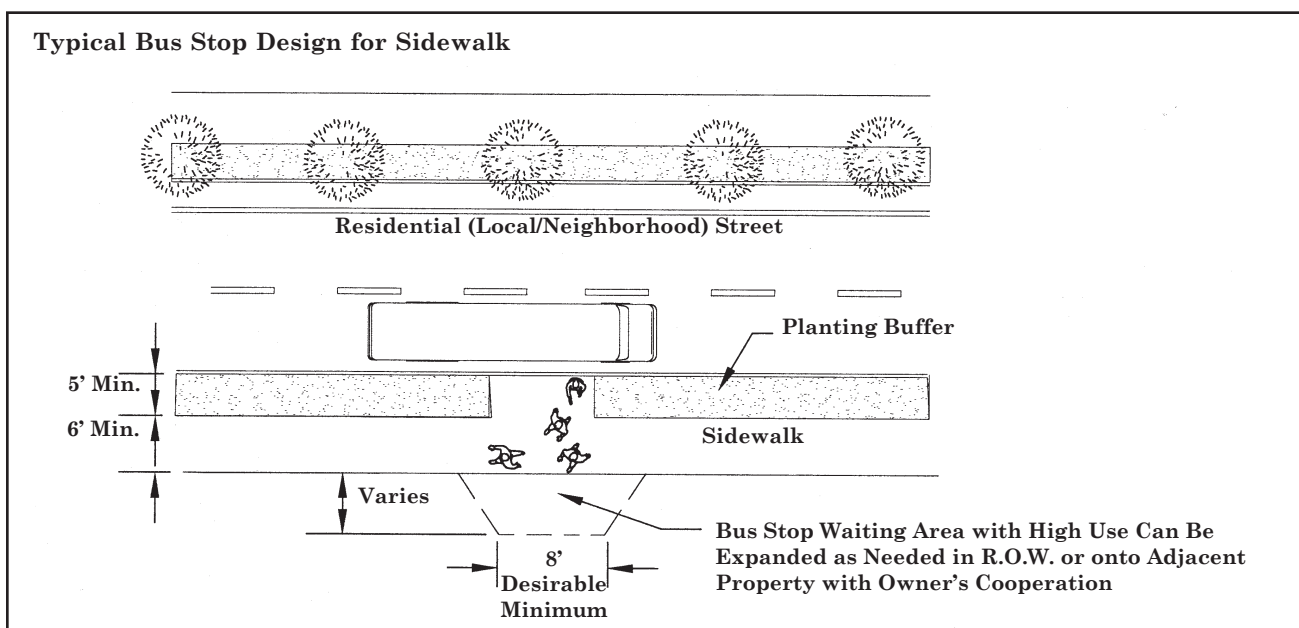 Typical Bus Stop Design for Sidewalk
Residential (Local/Neighborhood) Street
Planting Buffer
5' Min.
6' Min.
Sidewalk
Varies
Bus Stop Waiting Area with High Use Can Be
Expanded as Needed in R.O.W. or onto Adjacent
Property with Owner's Cooperation
8'
Desirable
Minimum